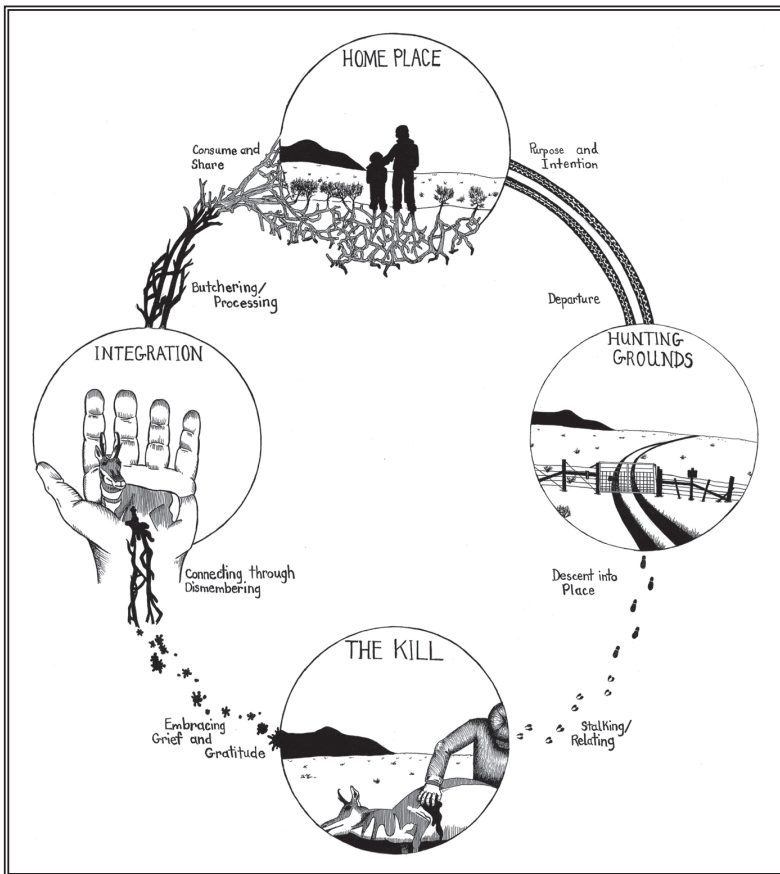 HOME PLACE
Purpose and
Intention
Departure
HUNTING
GROUNDS
Descent into
Place
Stalking/
Relating
THE KILL
Embracing
Grief and
Gratitude
Connecting through
Dismembering
INTEGRATION
Butchering/
Processing
Consume and
Share